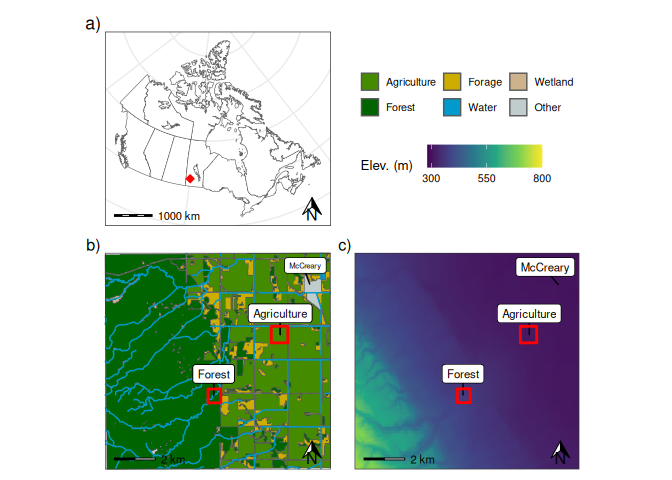 a)
1000 km
N
Agriculture
Forage
Wetland
Forest
Water
Other
Elev. (m)
300 550 800
b)
McCreary
Agriculture
Forest
2 km
N
c)
McCreary
Agriculture
Forest
2 km
N